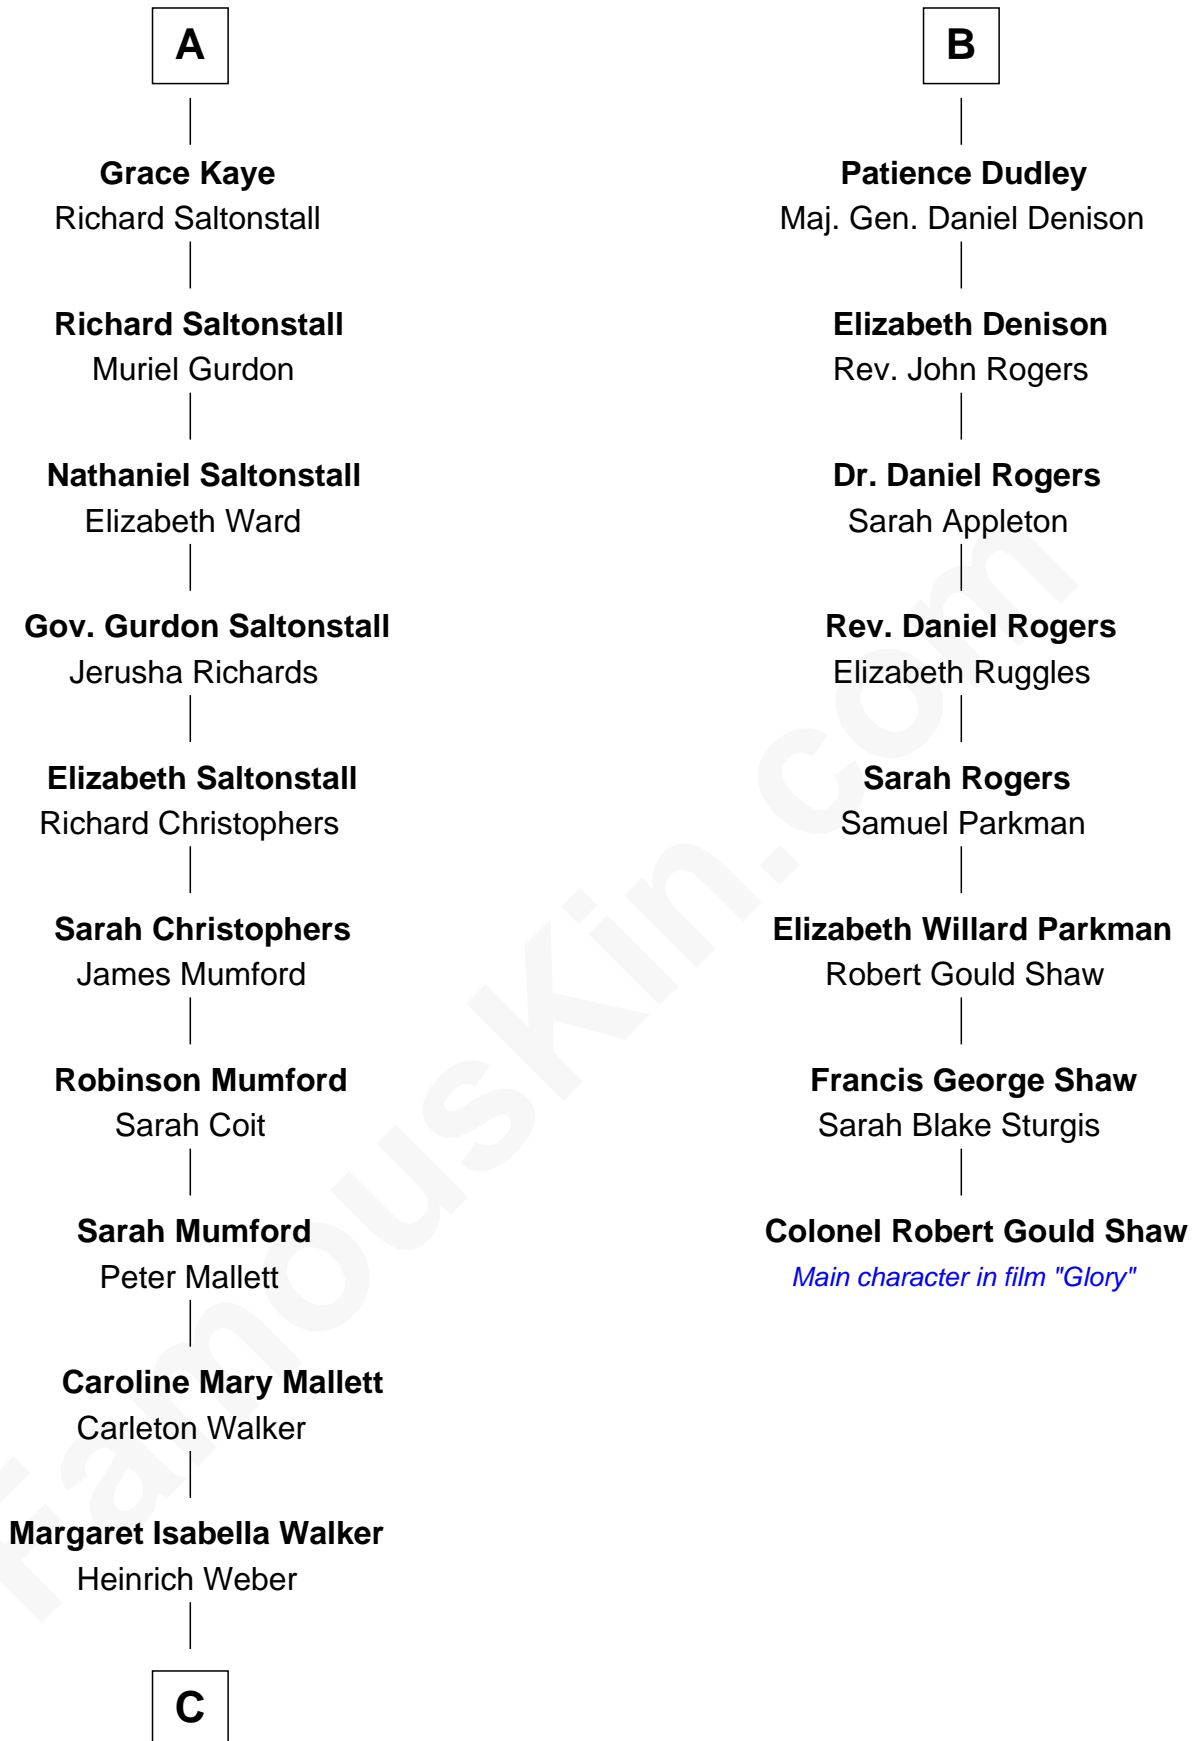 A
Grace Kaye
Richard Saltonstall
Richard Saltonstall
Muriel Gurdon
Nathaniel Saltonstall
Elizabeth Ward
Gov. Gurdon Saltonstall
Jerusha Richards
Elizabeth Saltonstall
Richard Christophers
Sarah Christophers
James Mumford
Robinson Mumford
Sarah Coit
Sarah Mumford
Peter Mallett
Caroline Mary Mallett
Carleton Walker
Margaret Isabella Walker
Heinrich Weber
C
B
Patience Dudley
Maj. Gen. Daniel Denison
Elizabeth Denison
Rev. John Rogers
Dr. Daniel Rogers
Sarah Appleton
Rev. Daniel Rogers
Elizabeth Ruggles
Sarah Rogers
Samuel Parkman
Elizabeth Willard Parkman
Robert Gould Shaw
Francis George Shaw
Sarah Blake Sturgis
Colonel Robert Gould Shaw
Main character in film "Glory"
FamousKin.com